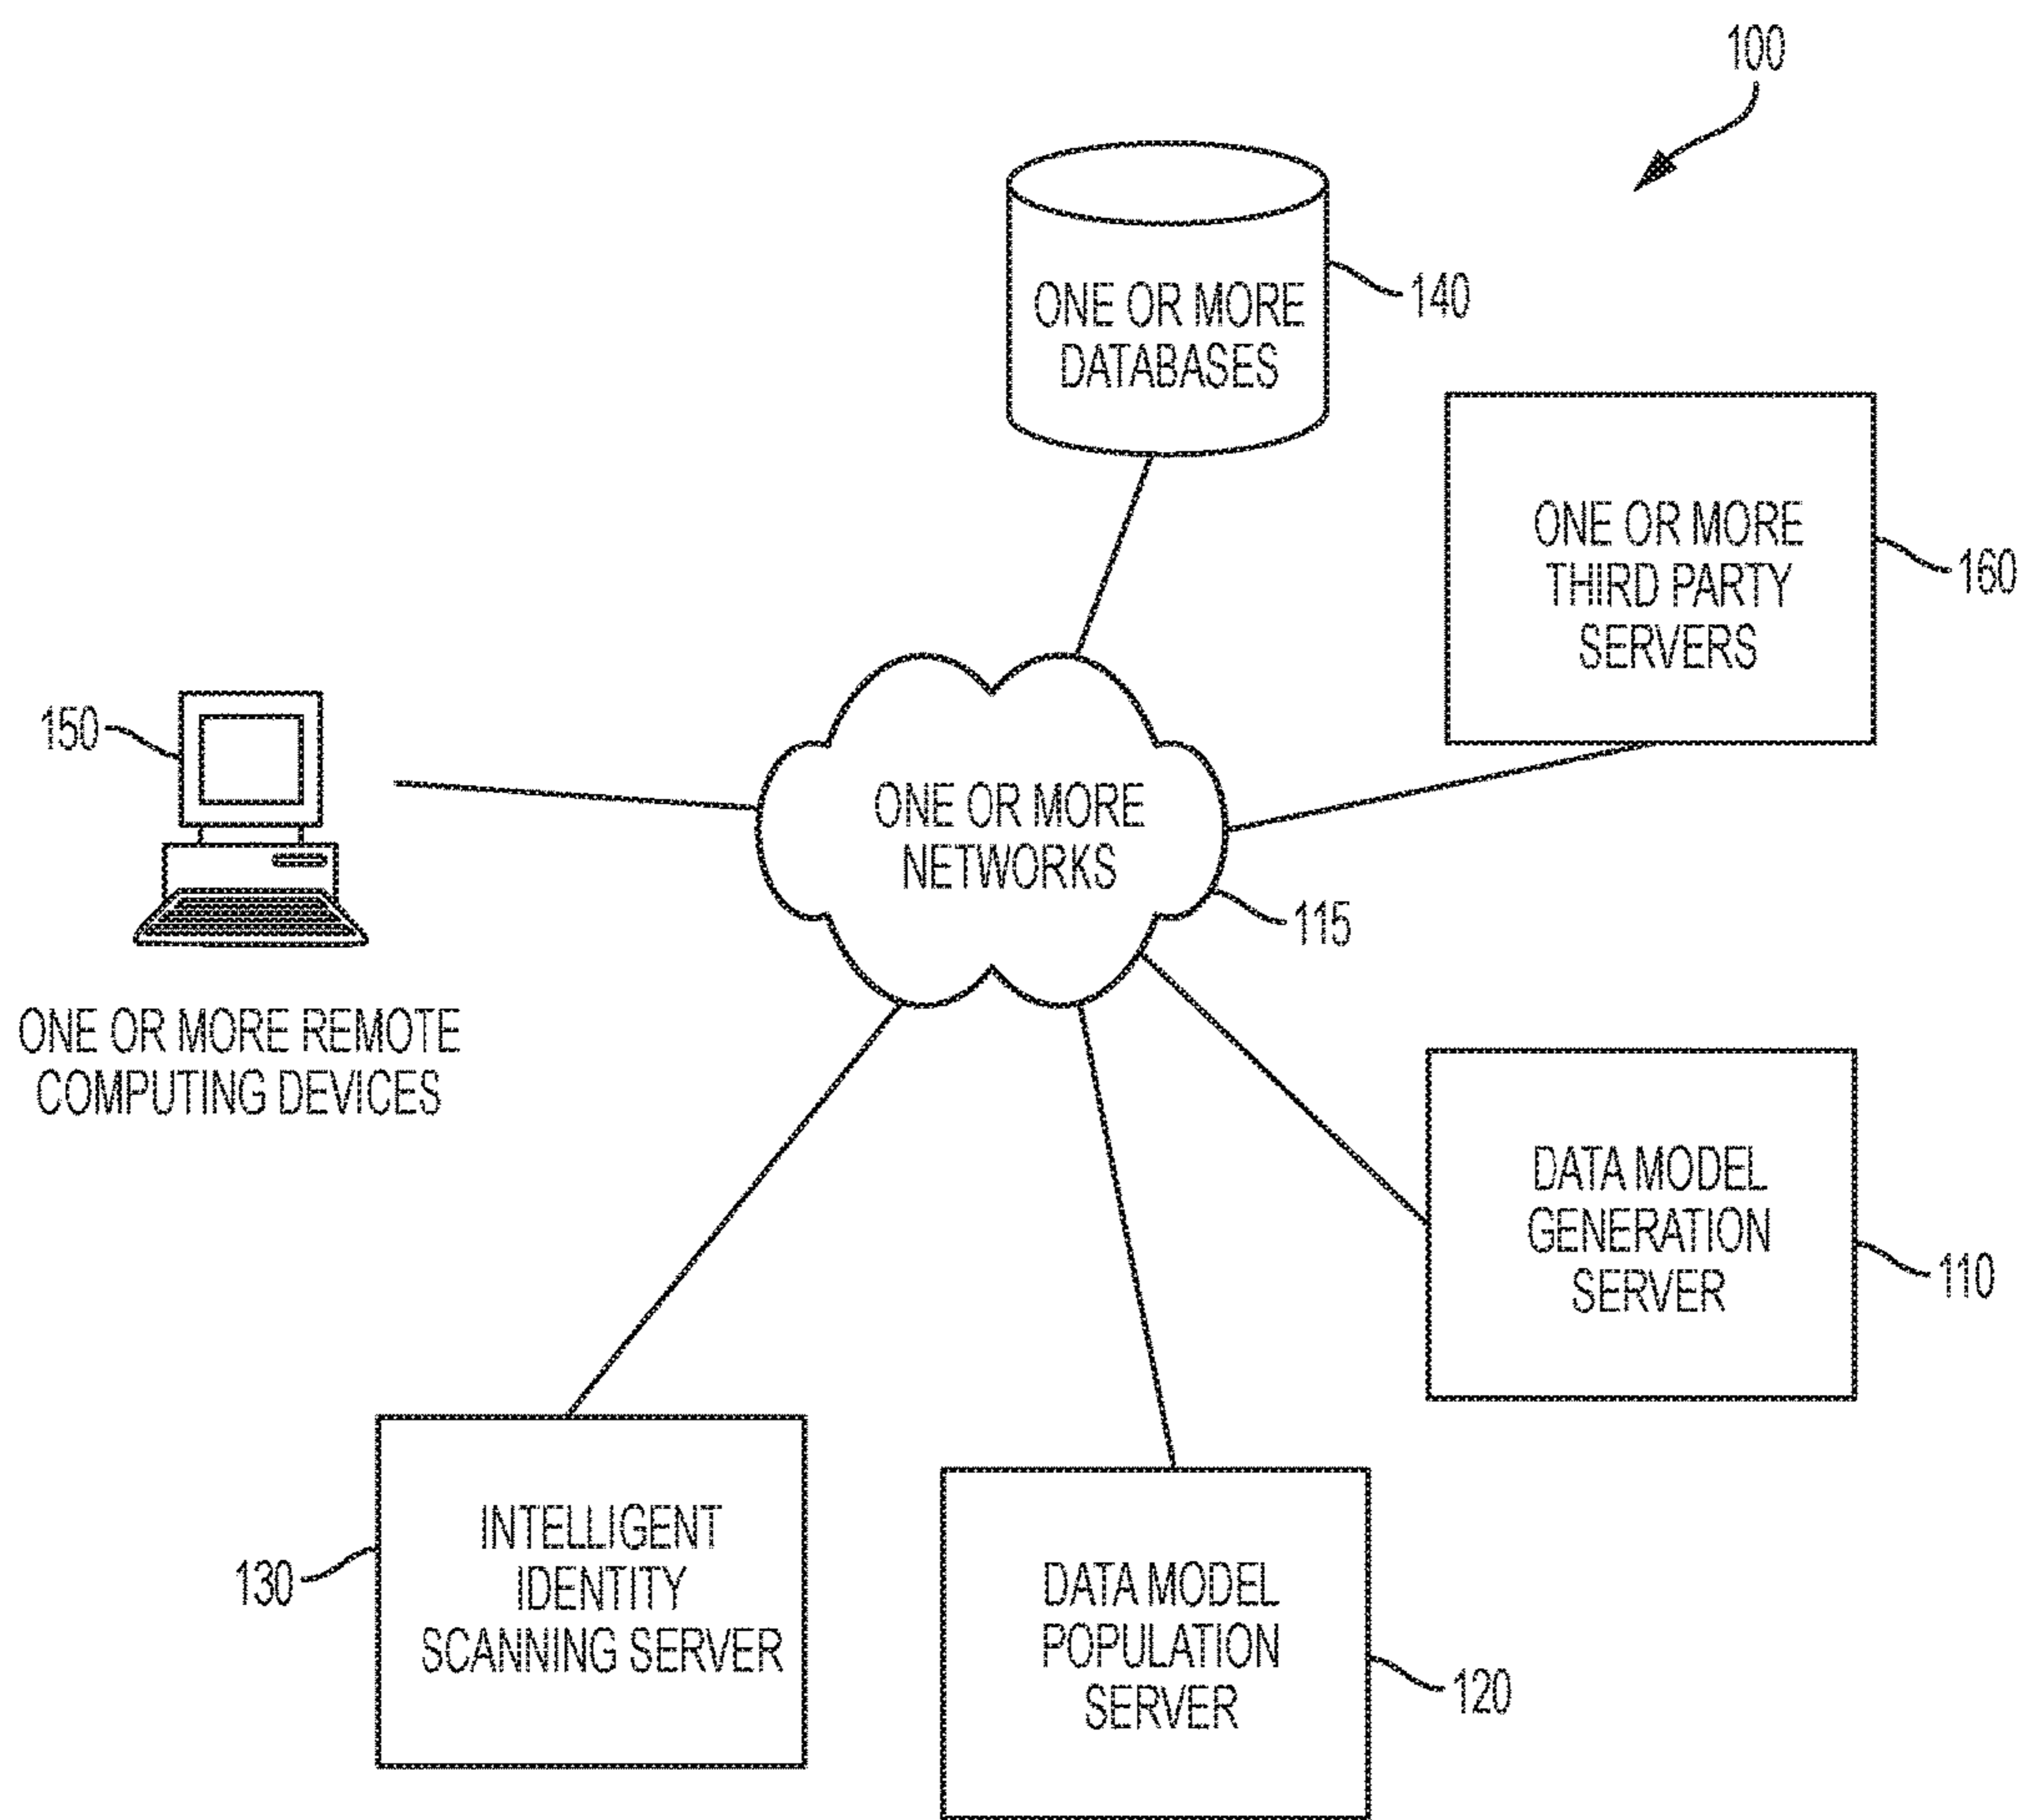 100
ONE OR MORE
DATABASES
140
ONE OR MORE
THIRD PARTY
SERVERS
160
150
ONE OR MORE
NETWORKS
115
ONE OR MORE REMOTE
COMPUTING DEVICES
DATA MODEL
GENERATION
SERVER
110
INTELLIGENT
IDENTITY
SCANNING SERVER
130
DATA MODEL
POPULATION
SERVER
120